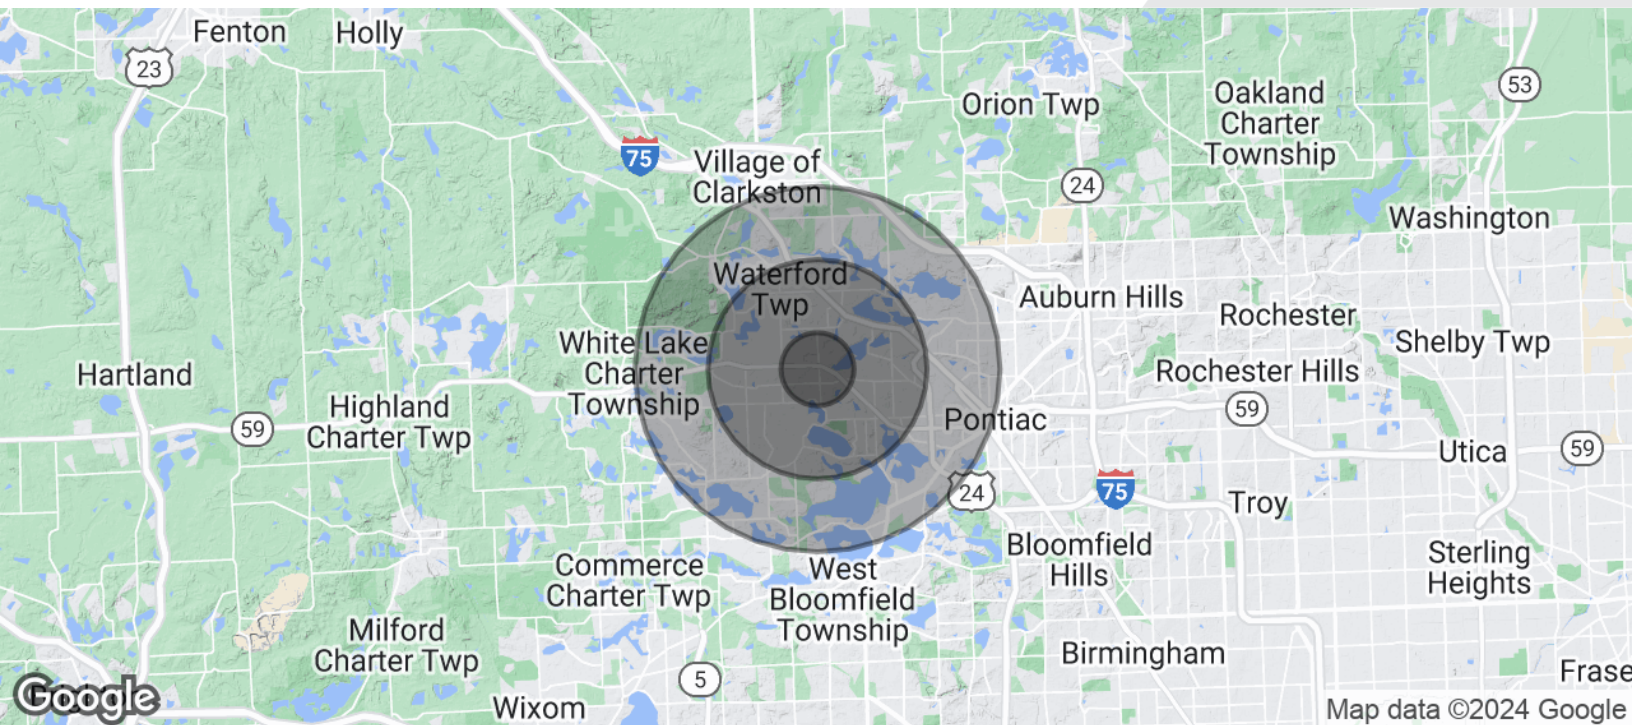 Fenton
Holly
23
53
Orion Twp
Oakland
Charter
Township
75
Village of
Clarkston
24
Washington
Waterford
Twp
Auburn Hills
Rochester
White Lake
Charter
Township
Shelby Twp
Hartland
Rochester Hills
Highland
Charter Twp
59
59
Pontiac
Utica
59
24
75
Troy
Bloomfield
Hills
Sterling
Heights
Commerce
Charter Twp
West
Bloomfield
Township
Milford
Charter Twp
Birmingham
Frase
5
Wixom
Google
Map data ©2024 Google